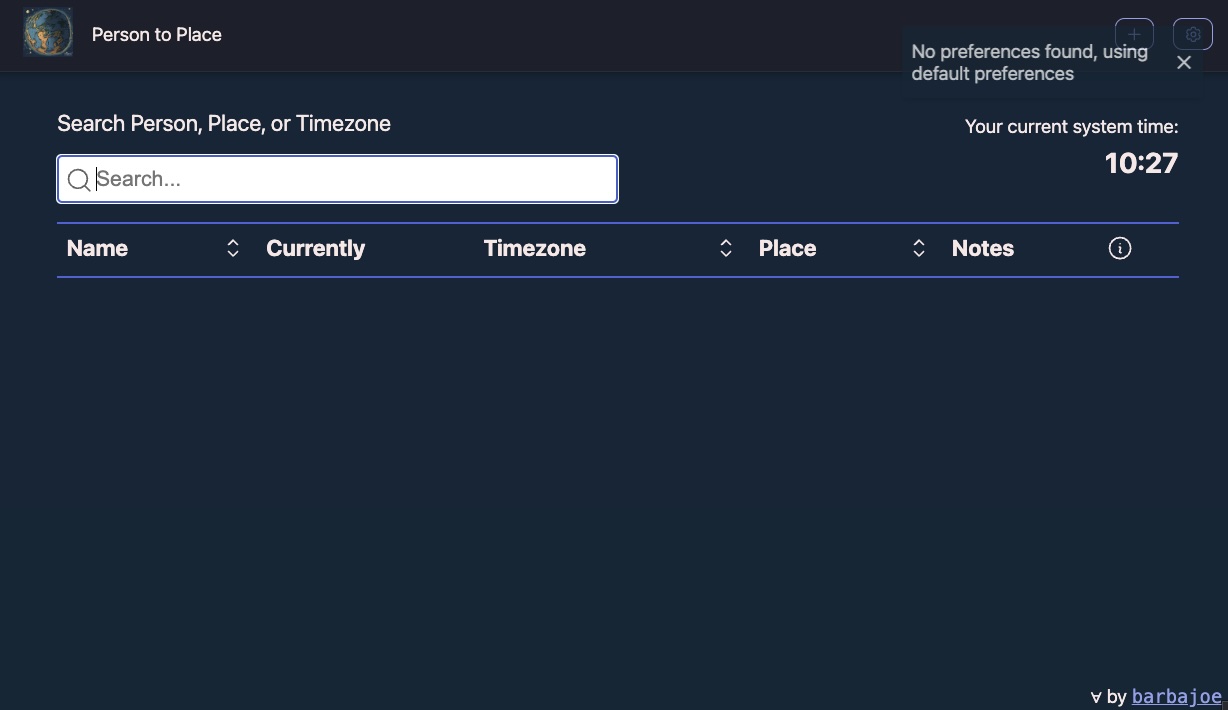 Person to Place
No preferences found, using
default preferences
Search Person, Place, or Timezone
Your current system time:
10:27
Search...
Name Currently Timezone Place Notes
∀ by barbajoe